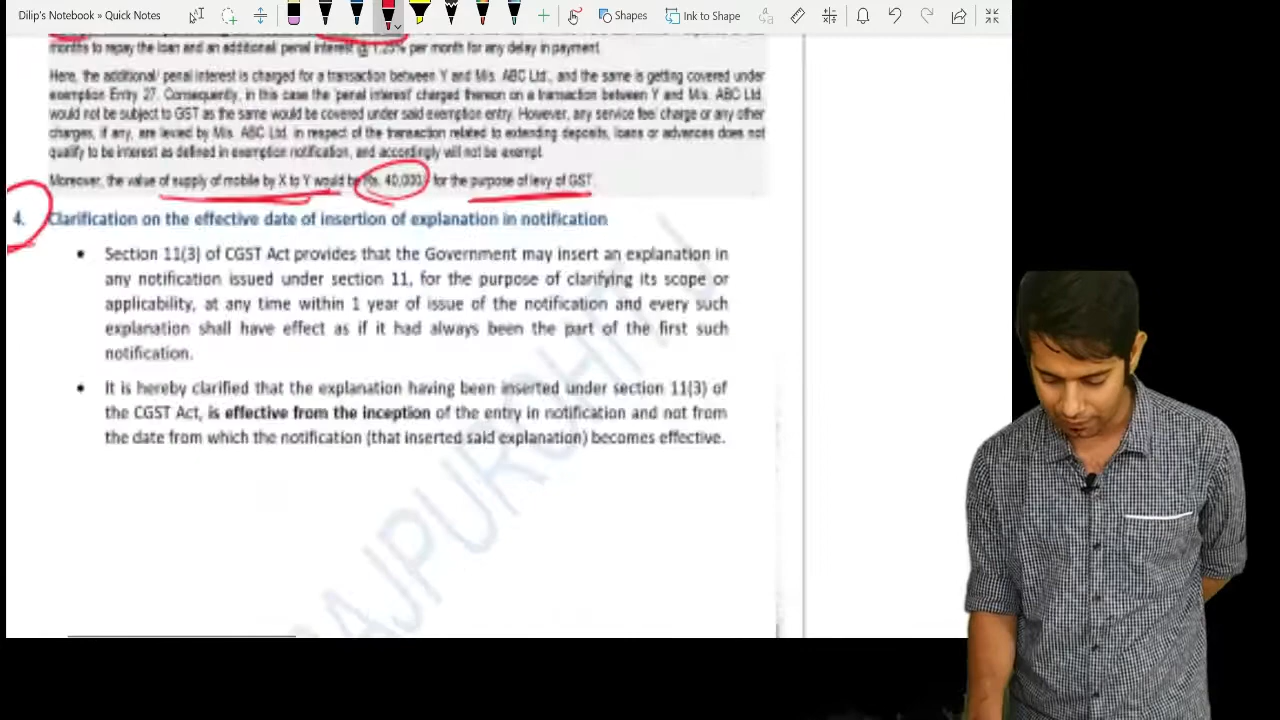 Dilip's Notebook » Quick Notes
Shapes
Ink to Shape
months to repay the loan and an additional penal interest @ 1.25% per month for any delay in payment.
Here, the additional/ penal interest is charged for a transaction between Y and M/s. ABC Ltd., and the same is getting covered under
exemption Entry 27. Consequently, in this case the 'penal interest' charged thereon on a transaction between Y and M/s. ABC Ltd.
would not be subject to GST as the same would be covered under said exemption entry. However, any service fee/ charge or any other
charges, if any, are levied by M/s. ABC Ltd. in respect of the transaction related to extending deposits, loans or advances does not
qualify to be interest as defined in exemption notification, and accordingly will not be exempt.
Moreover, the value of supply of mobile by X to Y would be Rs. 40,000/- for the purpose of levy of GST.
4. Clarification on the effective date of insertion of explanation in notification
• Section 11(3) of CGST Act provides that the Government may insert an explanation in
any notification issued under section 11, for the purpose of clarifying its scope or
applicability, at any time within 1 year of issue of the notification and every such
explanation shall have effect as if it had always been the part of the first such
notification.
• It is hereby clarified that the explanation having been inserted under section 11(3) of
the CGST Act, is effective from the inception of the entry in notification and not from
the date from which the notification (that inserted said explanation) becomes effective.
RAJPUROHIT J